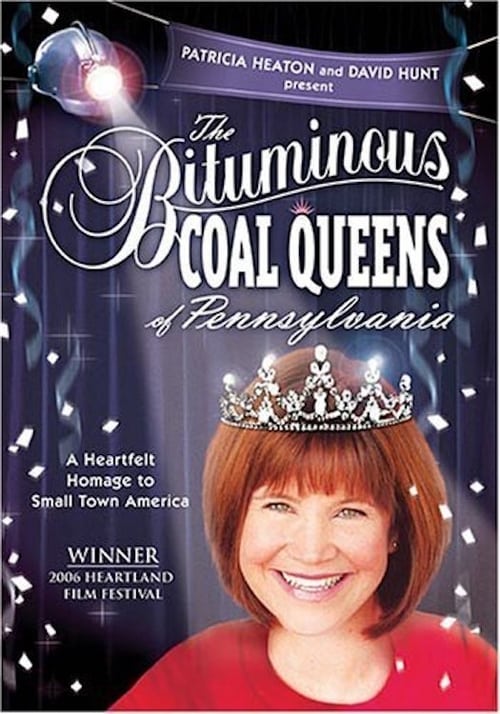 PATRICIA HEATON and DAVID HUNT
present
The
Bituminous
COAL QUEENS
of Pennsylvania
A Heartfelt
Homage to
Small Town America
WINNER
2006 HEARTLAND
FILM FESTIVAL